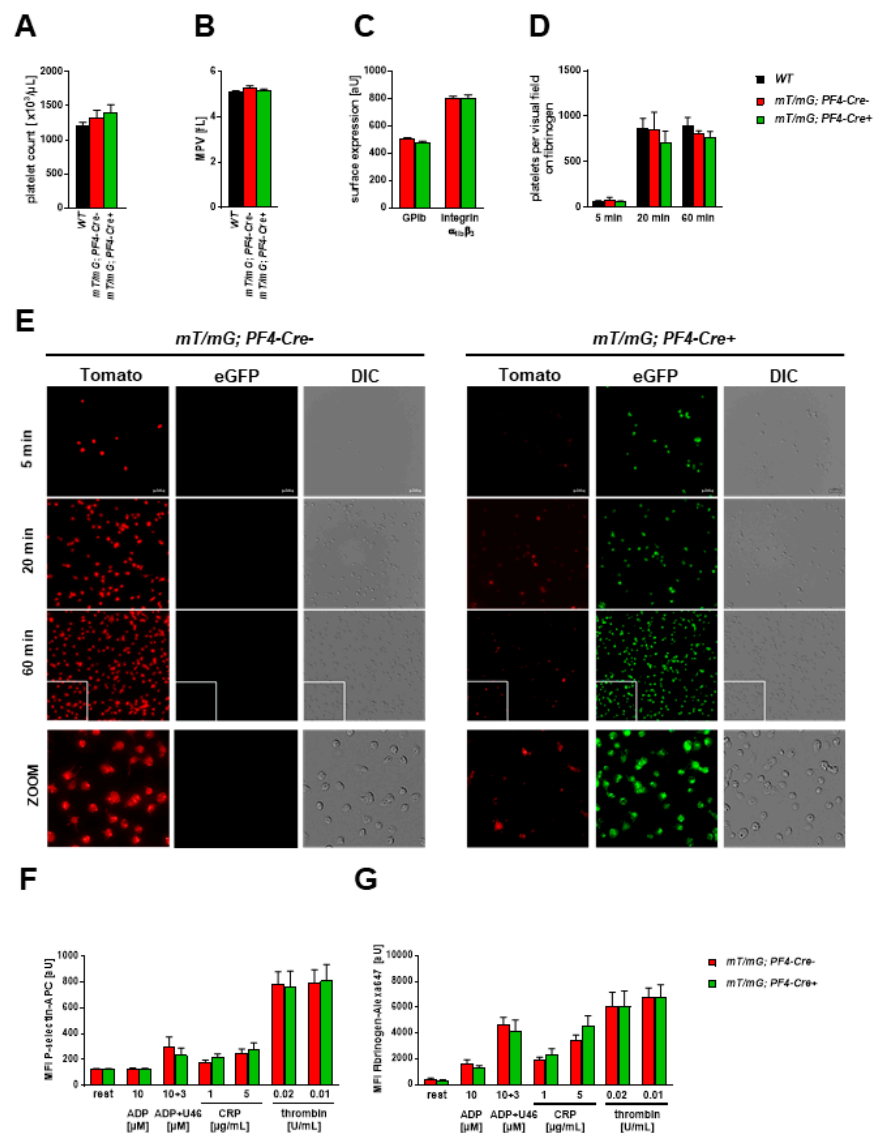 A
B
C
D
platelet count [x10³/µL]
2000
1500
1000
500
0
WT
mT/mG; PF4-Cre-
mT/mG; PF4-Cre+
MPV [fL]
6
4
2
0
WT
mT/mG; PF4-Cre-
mT/mG; PF4-Cre+
surface expression [aU]
1000
800
600
400
200
0
GPIb
Integrin
αIIbβ3
platelets per visual field
on fibrinogen
1500
1000
500
0
5 min
20 min
60 min
WT
mT/mG; PF4-Cre-
mT/mG; PF4-Cre+
E
mT/mG; PF4-Cre-
mT/mG; PF4-Cre+
Tomato
eGFP
DIC
Tomato
eGFP
DIC
5 min
20 min
60 min
ZOOM
F
G
MFI P-selectin-APC [aU]
1000
800
600
400
200
0
rest
10
10+3
1
5
0.02
0.01
ADP
ADP+U46
CRP
thrombin
[µM]
[µM]
[µg/mL]
[U/mL]
MFI Fibrinogen-Alexa647 [aU]
10000
8000
6000
4000
2000
0
rest
10
10+3
1
5
0.02
0.01
ADP
ADP+U46
CRP
thrombin
[µM]
[µM]
[µg/mL]
[U/mL]
mT/mG; PF4-Cre-
mT/mG; PF4-Cre+